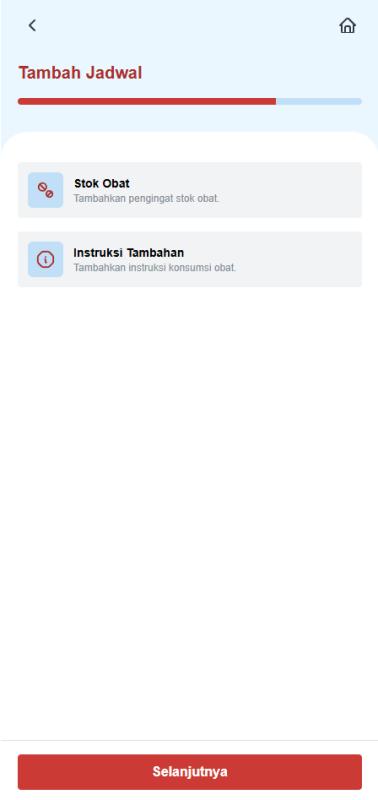 Tambah Jadwal
Stok Obat
Tambahkan pengingat stok obat.
Instruksi Tambahan
Tambahkan instruksi konsumsi obat.
Selanjutnya